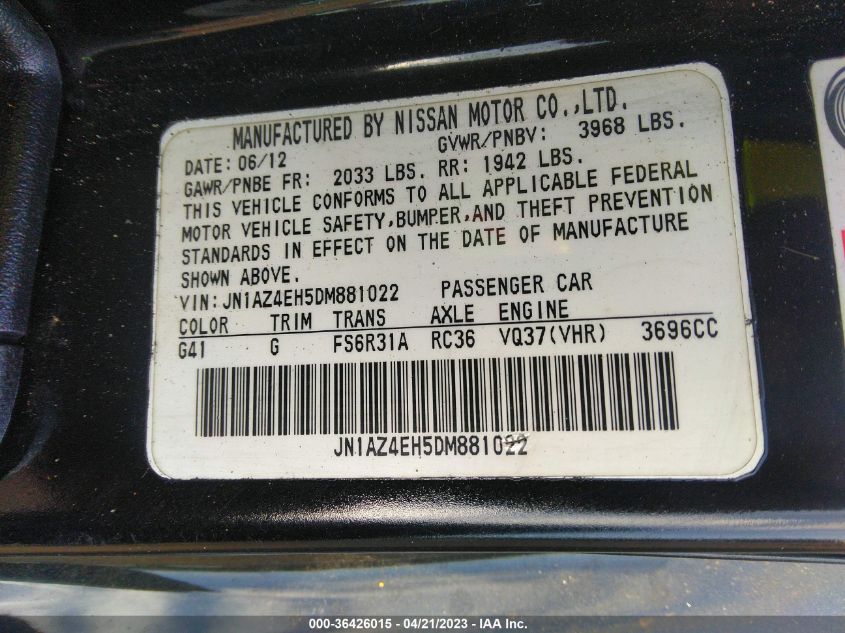 MANUFACTURED BY NISSAN MOTOR CO.,LTD.
DATE: 06/12 GVWR/PNBV: 3968 LBS.
GAWR/PNBE FR: 2033 LBS. RR: 1942 LBS.
THIS VEHICLE CONFORMS TO ALL APPLICABLE FEDERAL
MOTOR VEHICLE SAFETY,BUMPER,AND THEFT PREVENTION
STANDARDS IN EFFECT ON THE DATE OF MANUFACTURE
SHOWN ABOVE.
VIN: JN1AZ4EH5DM881022 PASSENGER CAR
COLOR TRIM TRANS AXLE ENGINE
G41 G FS6R31A RC36 VQ37(VHR) 3696CC
JN1AZ4EH5DM881022
000-36426015 - 04/21/2023 - IAA Inc.